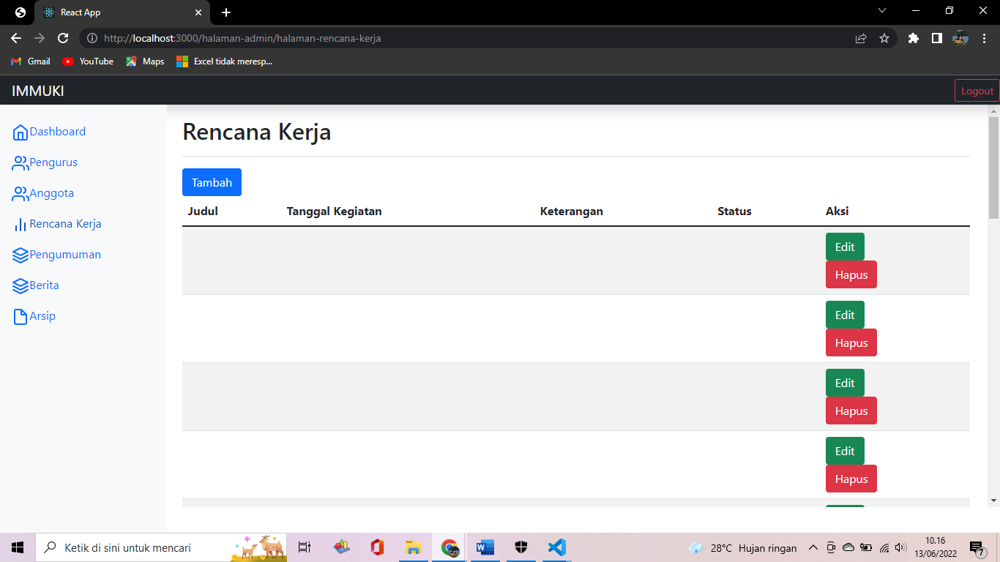 React App
http://localhost:3000/halaman-admin/halaman-rencana-kerja
Gmail
YouTube
Maps
Excel tidak meresp...
IMMUKI
Logout
Dashboard
Pengurus
Anggota
Rencana Kerja
Pengumuman
Berita
Arsip
Rencana Kerja
Tambah
Judul Tanggal Kegiatan Keterangan Status Aksi
Edit
Hapus
Edit
Hapus
Edit
Hapus
Edit
Hapus
Ketik di sini untuk mencari
28°C Hujan ringan
10.16
13/06/2022
7